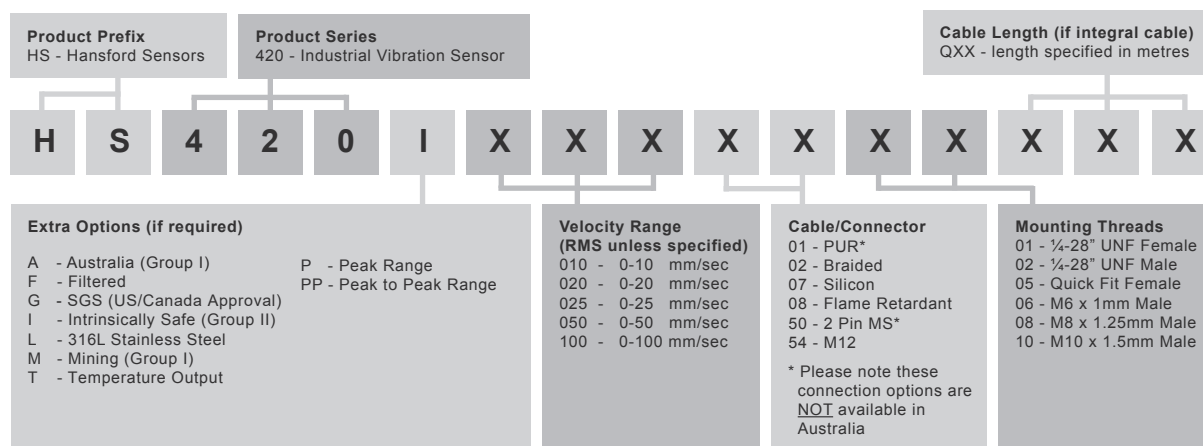 Product Prefix
HS - Hansford Sensors
Product Series
420 - Industrial Vibration Sensor
Cable Length (if integral cable)
QXX - length specified in metres
H S 4 2 0 I X X X X X X X X X X
Extra Options (if required)
A - Australia (Group I)
F - Filtered
G - SGS (US/Canada Approval)
I - Intrinsically Safe (Group II)
L - 316L Stainless Steel
M - Mining (Group I)
T - Temperature Output
P - Peak Range
PP - Peak to Peak Range
Velocity Range
(RMS unless specified)
010 - 0-10 mm/sec
020 - 0-20 mm/sec
025 - 0-25 mm/sec
050 - 0-50 mm/sec
100 - 0-100 mm/sec
Cable/Connector
01 - PUR*
02 - Braided
07 - Silicon
08 - Flame Retardant
50 - 2 Pin MS*
54 - M12
* Please note these
connection options are
NOT available in
Australia
Mounting Threads
01 - ¼-28” UNF Female
02 - ¼-28” UNF Male
05 - Quick Fit Female
06 - M6 x 1mm Male
08 - M8 x 1.25mm Male
10 - M10 x 1.5mm Male